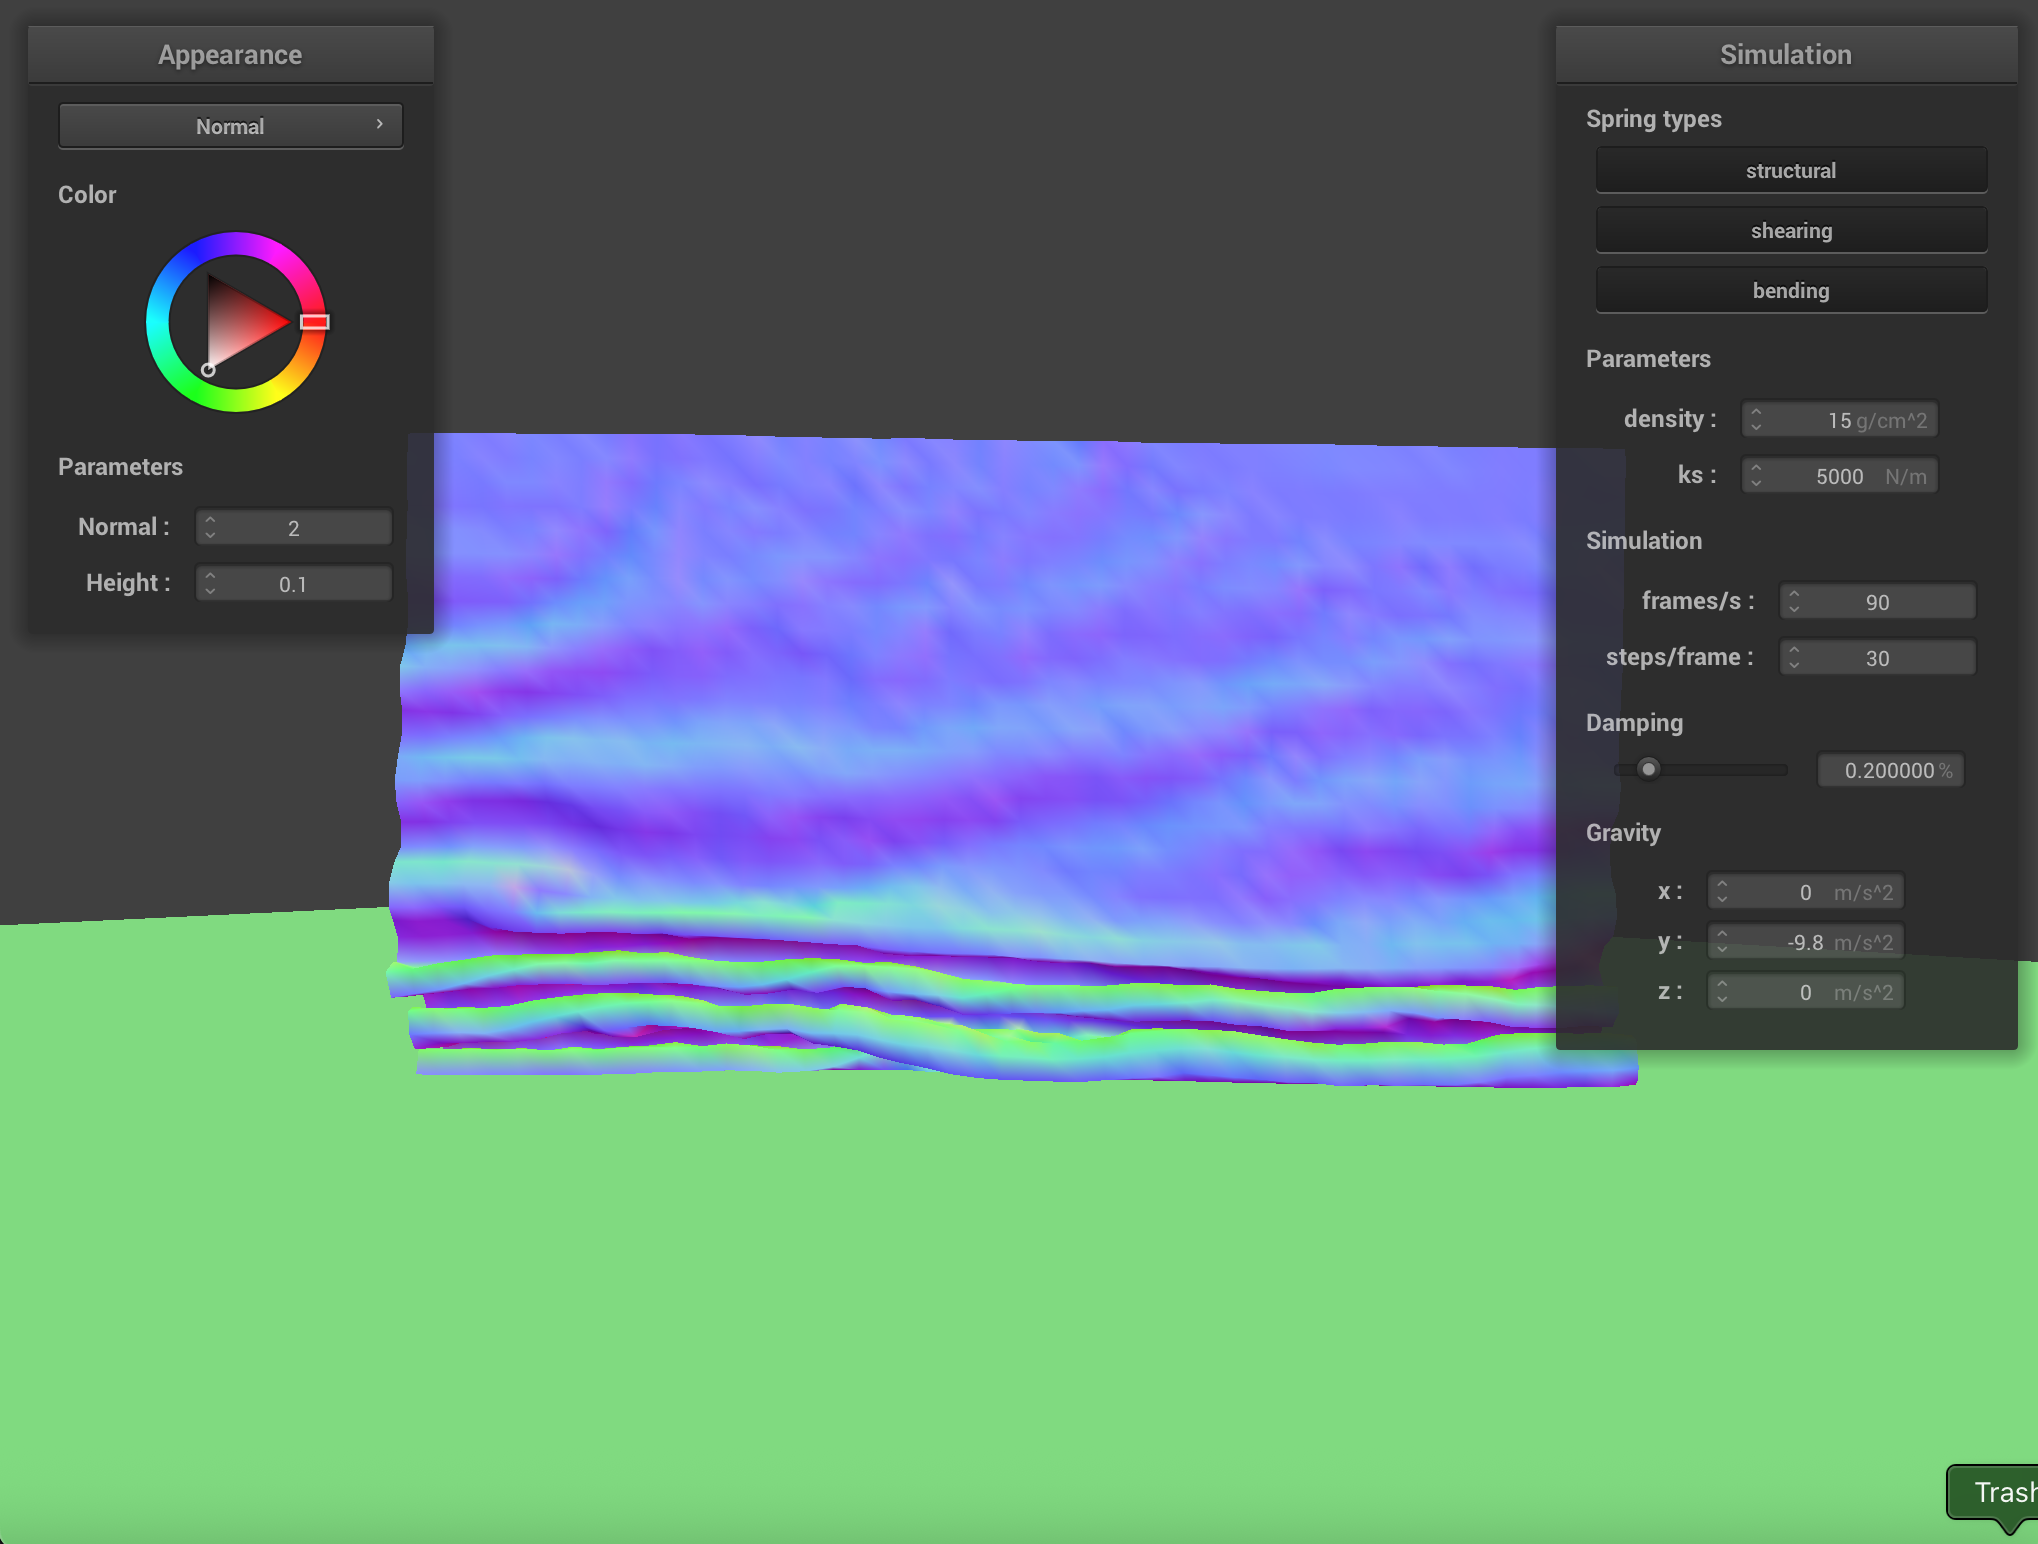 Appearance
Normal
Color
Parameters
Normal : 2
Height : 0.1
Simulation
Spring types
structural
shearing
bending
Parameters
density : 15 g/cm^2
ks : 5000 N/m
Simulation
frames/s : 90
steps/frame : 30
Damping
0.200000 %
Gravity
x : 0 m/s^2
y : -9.8 m/s^2
z : 0 m/s^2
Trash